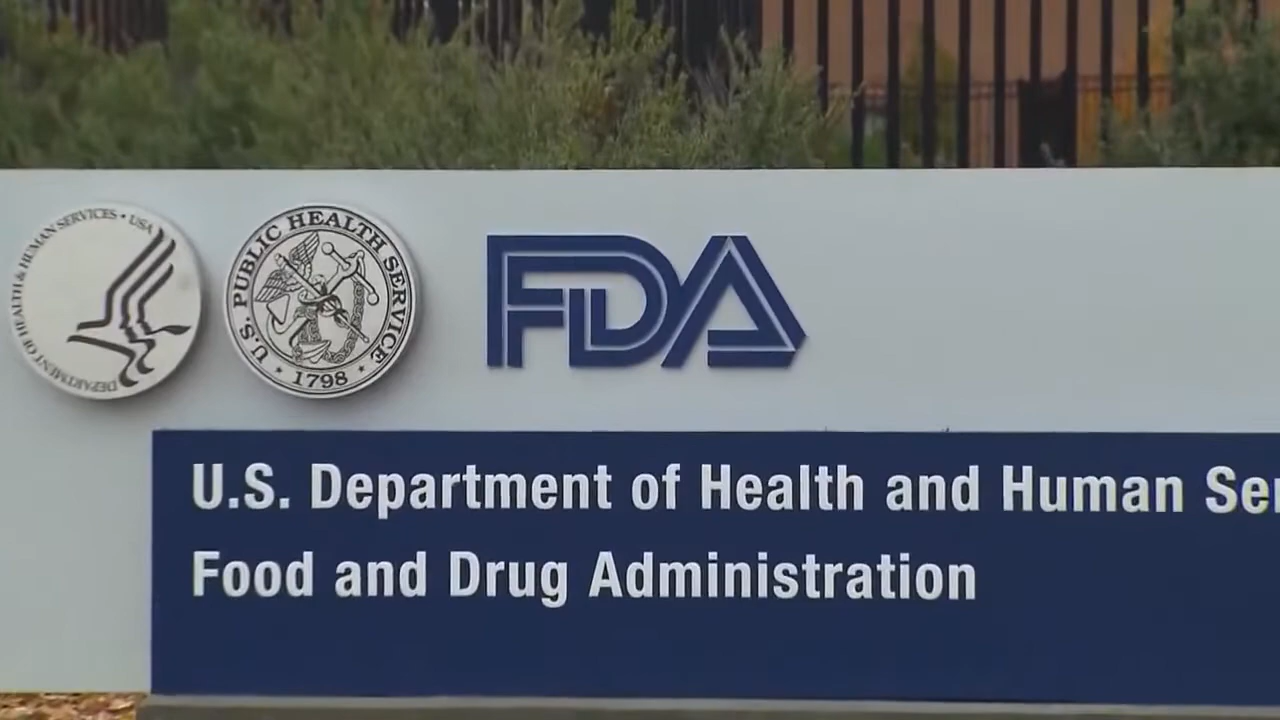 DEPARTMENT OF HEALTH & HUMAN SERVICES • USA
U.S. PUBLIC HEALTH SERVICE
1798
FDA
U.S. Department of Health and Human Ser
Food and Drug Administration